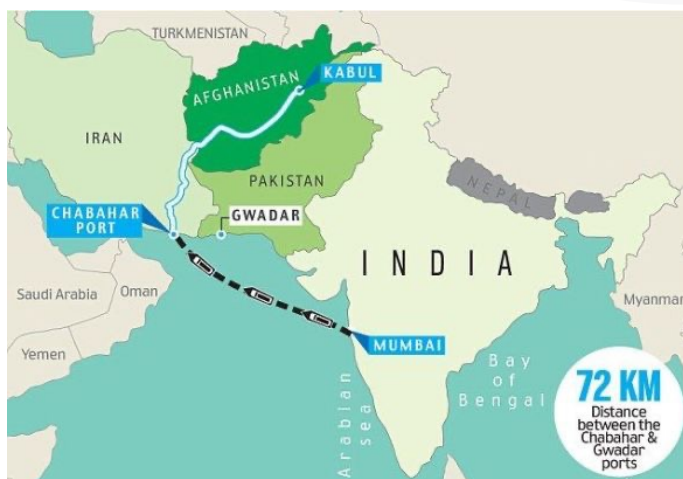 TURKMENISTAN
AFGHANISTAN
KABUL
IRAN
PAKISTAN
NEPAL
CHABAHAR
PORT
GWADAR
INDIA
Saudi Arabia
Oman
Myanmar
Yemen
MUMBAI
Arabian
sea
Bay
of
Bengal
72 KM
Distance
between the
Chabahar &
Gwadar
ports